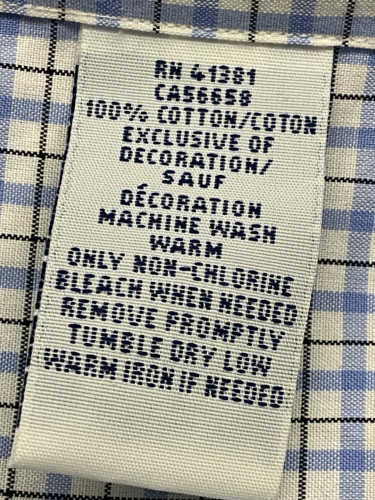 RN 41381
CA56658
100% COTTON/COTON
EXCLUSIVE OF
DECORATION/
SAUF
DÉCORATION
MACHINE WASH
WARM
ONLY NON-CHLORINE
BLEACH WHEN NEEDED
REMOVE PROMPTLY
TUMBLE DRY LOW
WARM IRON IF NEEDED